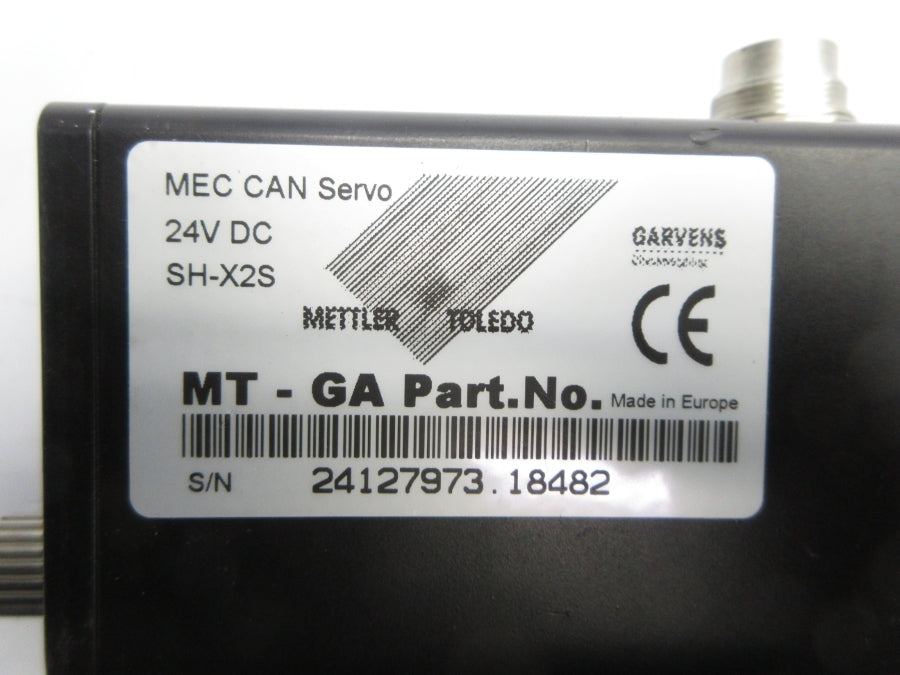 MEC CAN Servo
24V DC
SH-X2S
GARVENS
METTLER TOLEDO
CE
MT - GA Part.No. Made in Europe
S/N 24127973.18482